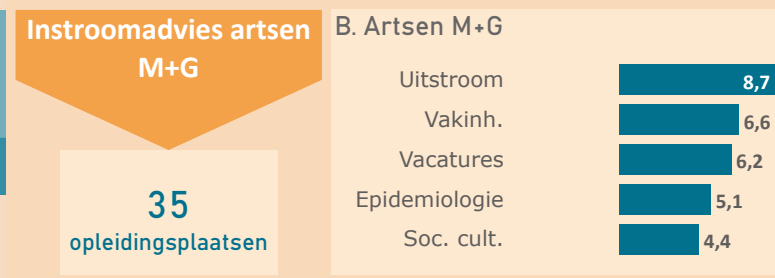 Instroomadvies artsen
M+G
35
opleidingsplaatsen
B. Artsen M+G
Uitstroom 8,7
Vakinh. 6,6
Vacatures 6,2
Epidemiologie 5,1
Soc. cult. 4,4